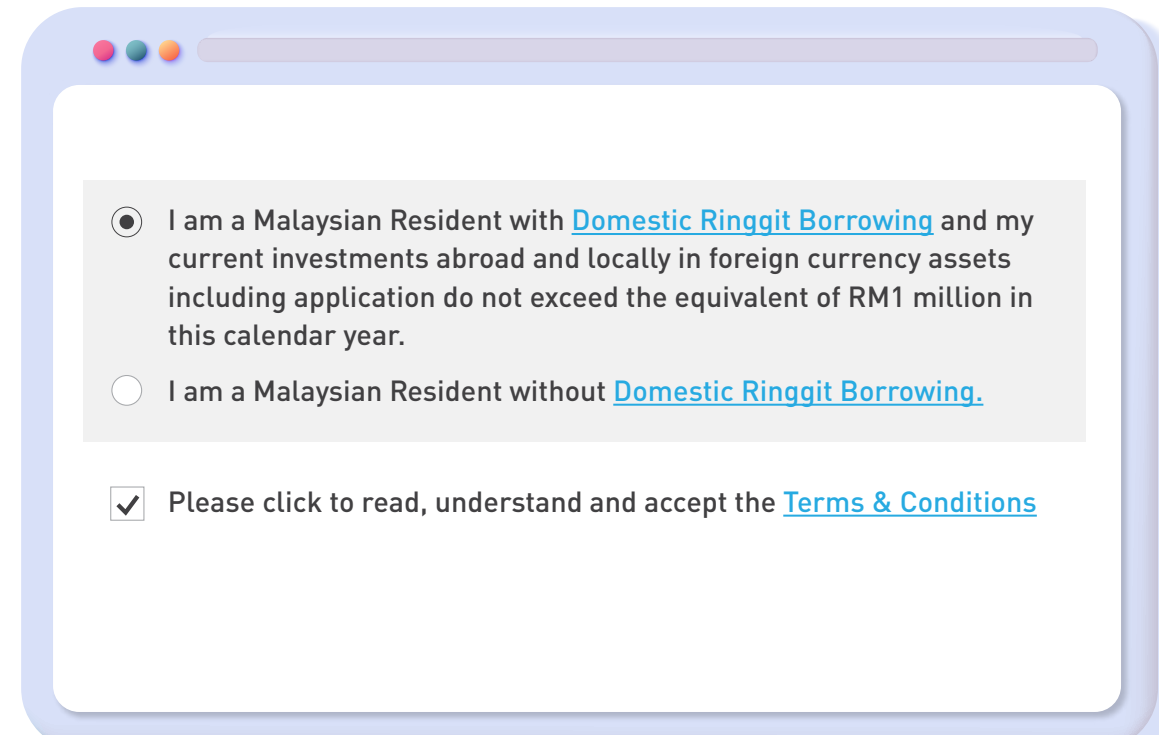 I am a Malaysian Resident with Domestic Ringgit Borrowing and my
current investments abroad and locally in foreign currency assets
including application do not exceed the equivalent of RM1 million in
this calendar year.
I am a Malaysian Resident without Domestic Ringgit Borrowing.
Please click to read, understand and accept the Terms & Conditions